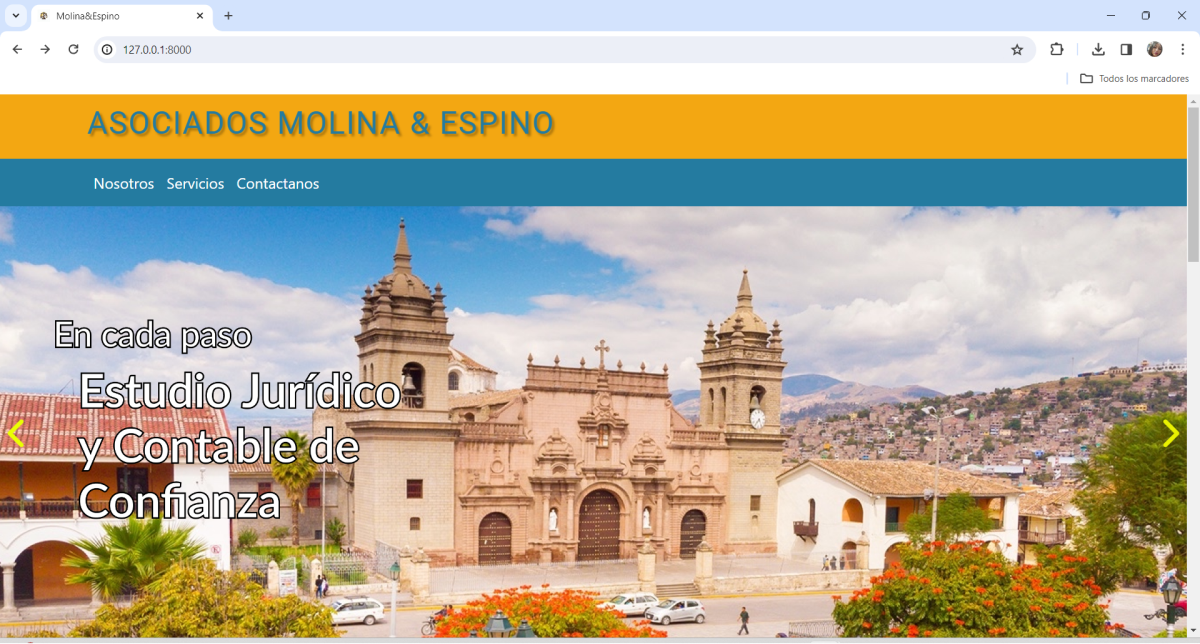 Molina&Espino
127.0.0.1:8000
Todos los marcadores
ASOCIADOS MOLINA & ESPINO
Nosotros Servicios Contactanos
En cada paso
Estudio Jurídico
y Contable de
Confianza